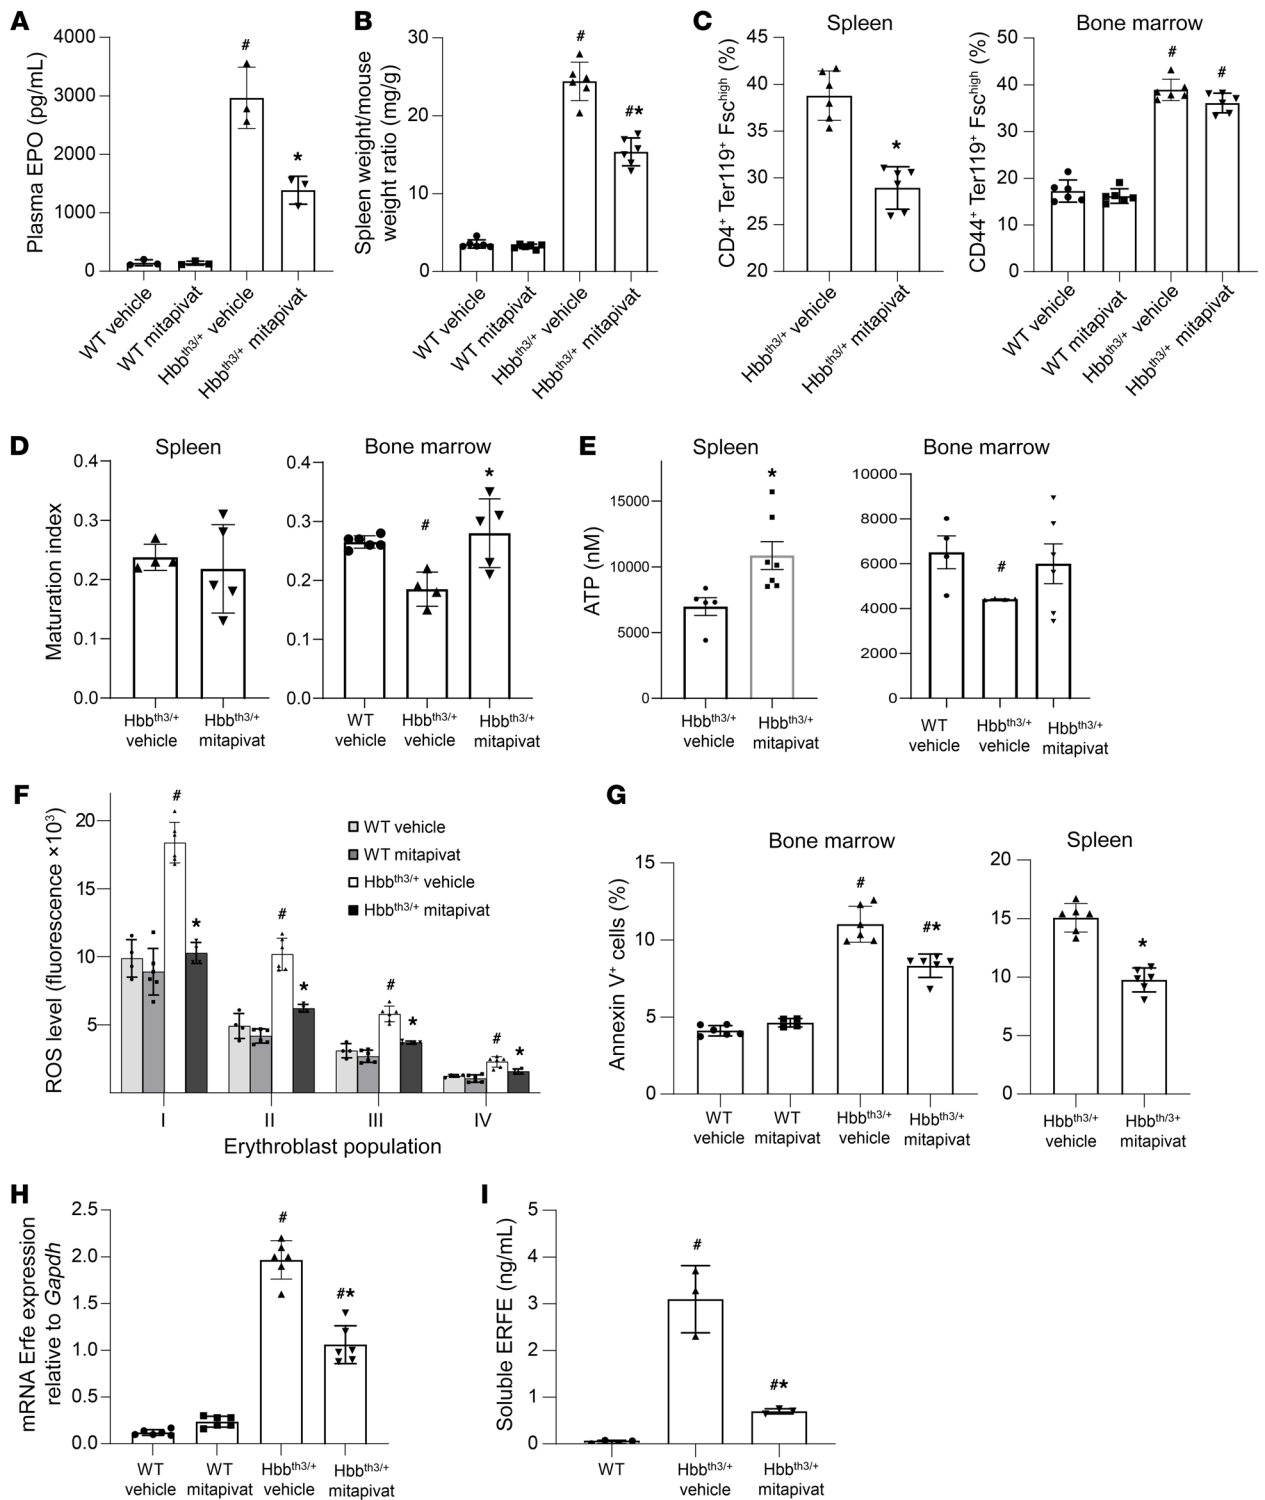 A
Plasma EPO (pg/mL)
4000
3000
2000
1000
0
#
*
WT vehicle
WT mitapivat
Hbbth3/+ vehicle
Hbbth3/+ mitapivat
B
Spleen weight/mouse
weight ratio (mg/g)
30
20
10
0
#
#*
WT vehicle
WT mitapivat
Hbbth3/+ vehicle
Hbbth3/+ mitapivat
C
Spleen
CD4+ Ter119+ Fschigh (%)
45
40
35
30
25
20
*
Hbbth3/+ vehicle
Hbbth3/+ mitapivat
Bone marrow
CD44+ Ter119+ Fschigh (%)
50
40
30
20
10
0
#
#
WT vehicle
WT mitapivat
Hbbth3/+ vehicle
Hbbth3/+ mitapivat
D
Spleen
Maturation index
0.4
0.3
0.2
0.1
0.0
Hbbth3/+
vehicle
Hbbth3/+
mitapivat
Bone marrow
0.4
0.3
0.2
0.1
0.0
#
*
WT
vehicle
Hbbth3/+
vehicle
Hbbth3/+
mitapivat
E
Spleen
ATP (nM)
15000
10000
5000
0
*
Hbbth3/+
vehicle
Hbbth3/+
mitapivat
Bone marrow
10000
8000
6000
4000
2000
0
#
WT
vehicle
Hbbth3/+
vehicle
Hbbth3/+
mitapivat
F
ROS level (fluorescence ×103)
20
15
10
5
#
*
#
*
#
*
#
*
WT vehicle
WT mitapivat
Hbbth3/+ vehicle
Hbbth3/+ mitapivat
I
II
III
IV
Erythroblast population
G
Bone marrow
Annexin V+ cells (%)
15
10
5
0
#
#*
WT
vehicle
WT
mitapivat
Hbbth3/+
vehicle
Hbbth3/+
mitapivat
Spleen
20
15
10
5
0
*
Hbbth3/+
vehicle
Hbbth/3+
mitapivat
H
mRNA Erfe expression
relative to Gapdh
2.5
2.0
1.5
1.0
0.5
0.0
#
#*
WT
vehicle
WT
mitapivat
Hbbth3/+
vehicle
Hbbth3/+
mitapivat
I
Soluble ERFE (ng/mL)
5
4
3
2
1
0
#
#*
WT
Hbbth3/+
vehicle
Hbbth3/+
mitapivat